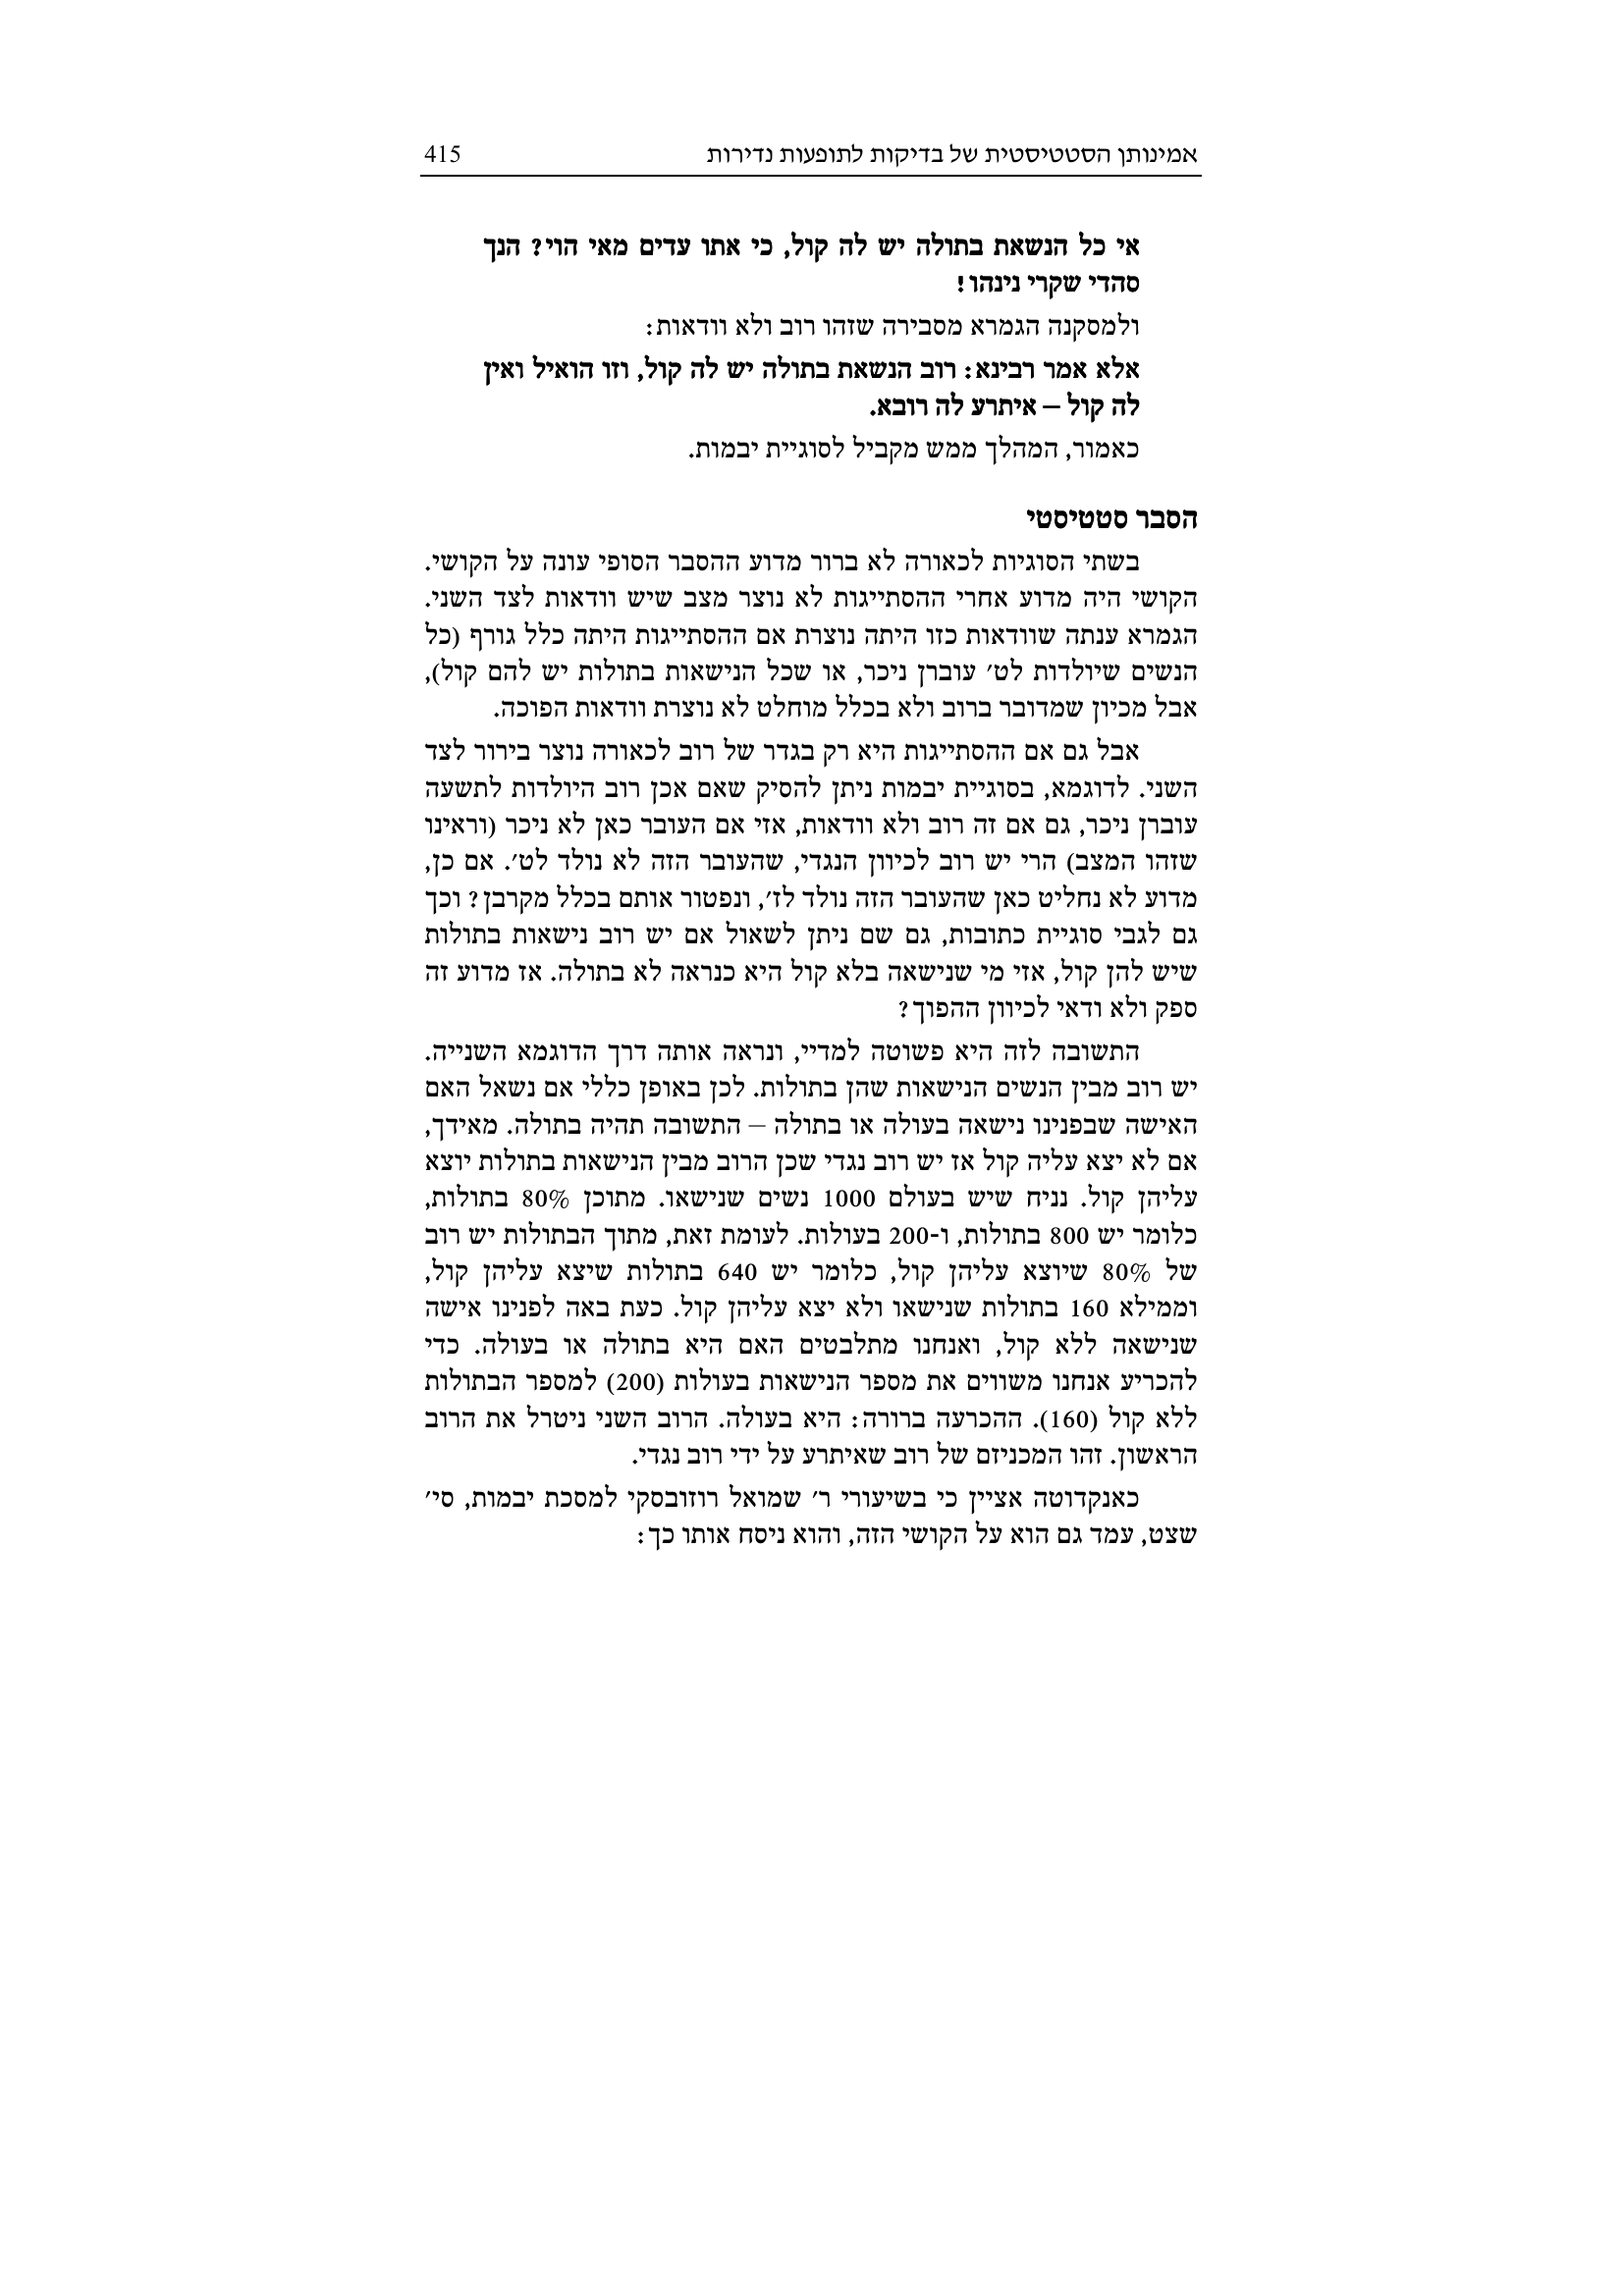 אמינותן הסטטיסטית של בדיקות לתופעות נדירות 415
אי כל הנשאת בתולה יש לה קול, כי אתו עדים מאי הוי? הנך
סהדי שקרי נינהו!
ולמסקנה הגמרא מסבירה שזהו רוב ולא וודאות:
אלא אמר רבינא: רוב הנשאת בתולה יש לה קול, וזו הואיל ואין
לה קול – איתרע לה רובא.
כאמור, המהלך ממש מקביל לסוגיית יבמות.
הסבר סטטיסטי
בשתי הסוגיות לכאורה לא ברור מדוע ההסבר הסופי עונה על הקושי.
הקושי היה מדוע אחרי ההסתייגות לא נוצר מצב שיש וודאות לצד השני.
הגמרא ענתה שוודאות כזו היתה נוצרת אם ההסתייגות היתה כלל גורף (כל
הנשים שיולדות לט׳ עוברן ניכר, או שכל הנישאות בתולות יש להם קול),
אבל מכיון שמדובר ברוב ולא בכלל מוחלט לא נוצרת וודאות הפוכה.
אבל גם אם ההסתייגות היא רק בגדר של רוב לכאורה נוצר בירור לצד
השני. לדוגמא, בסוגיית יבמות ניתן להסיק שאם אכן רוב היולדות לתשעה
עוברן ניכר, גם אם זה רוב ולא וודאות, אזי אם העובר כאן לא ניכר (וראינו
שזהו המצב) הרי יש רוב לכיוון הנגדי, שהעובר הזה לא נולד לט׳. אם כן,
מדוע לא נחליט כאן שהעובר הזה נולד לז׳, ונפטור אותם בכלל מקרבן? וכך
גם לגבי סוגיית כתובות, גם שם ניתן לשאול אם יש רוב נישאות בתולות
שיש להן קול, אזי מי שנישאה בלא קול היא כנראה לא בתולה. אז מדוע זה
ספק ולא ודאי לכיוון ההפוך?
התשובה לזה היא פשוטה למדיי, ונראה אותה דרך הדוגמא השנייה.
יש רוב מבין הנשים הנישאות שהן בתולות. לכן באופן כללי אם נשאל האם
האישה שבפנינו נישאה בעולה או בתולה – התשובה תהיה בתולה. מאידך,
אם לא יצא עליה קול אז יש רוב נגדי שכן הרוב מבין הנישאות בתולות יוצא
עליהן קול. נניח שיש בעולם 1000 נשים שנישאו. מתוכן 80% בתולות,
כלומר יש 800 בתולות, ו-200 בעולות. לעומת זאת, מתוך הבתולות יש רוב
של 80% שיוצא עליהן קול, כלומר יש 640 בתולות שיצא עליהן קול,
וממילא 160 בתולות שנישאו ולא יצא עליהן קול. כעת באה לפנינו אישה
שנישאה ללא קול, ואנחנו מתלבטים האם היא בתולה או בעולה. כדי
להכריע אנחנו משווים את מספר הנישאות בעולות (200) למספר הבתולות
ללא קול (160). ההכרעה ברורה: היא בעולה. הרוב השני ניטרל את הרוב
הראשון. זהו המכניזם של רוב שאיתרע על ידי רוב נגדי.
כאנקדוטה אציין כי בשיעורי ר׳ שמואל רוזובסקי למסכת יבמות, סי׳
שצט, עמד גם הוא על הקושי הזה, והוא ניסח אותו כך: